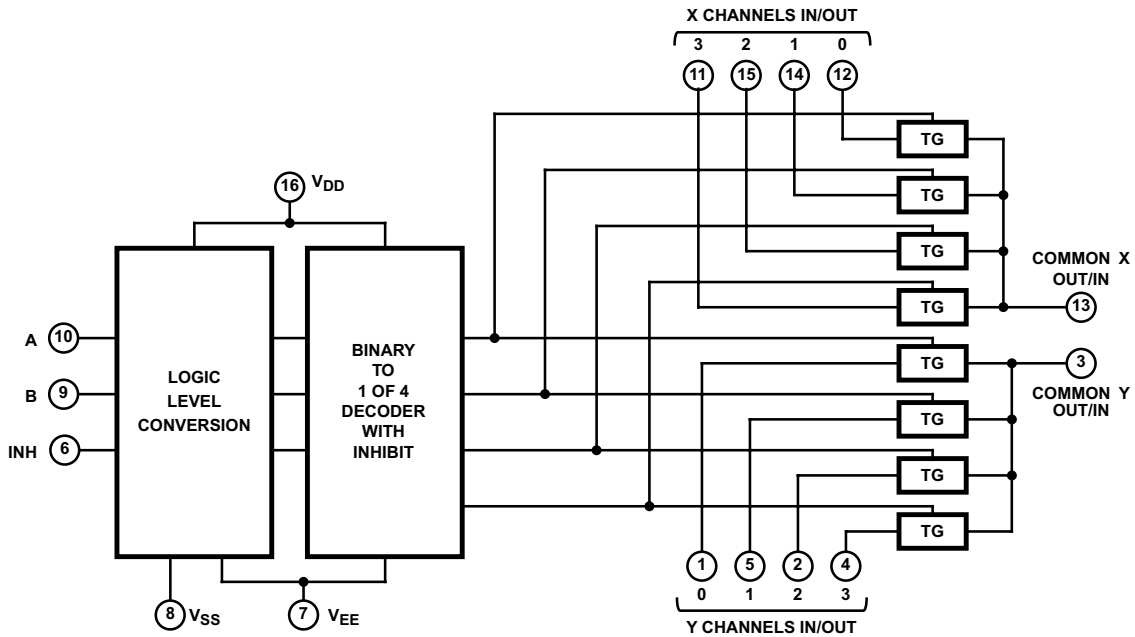 X CHANNELS IN/OUT
3 2 1 0
11 15 14 12
TG
16 VDD
TG
TG
COMMON X
OUT/IN
TG
13
A 10
LOGIC
LEVEL
CONVERSION
BINARY
TO
1 OF 4
DECODER
WITH
INHIBIT
TG
3
COMMON Y
OUT/IN
B 9
TG
INH 6
TG
TG
1 5 2 4
0 1 2 3
8 VSS
7 VEE
Y CHANNELS IN/OUT